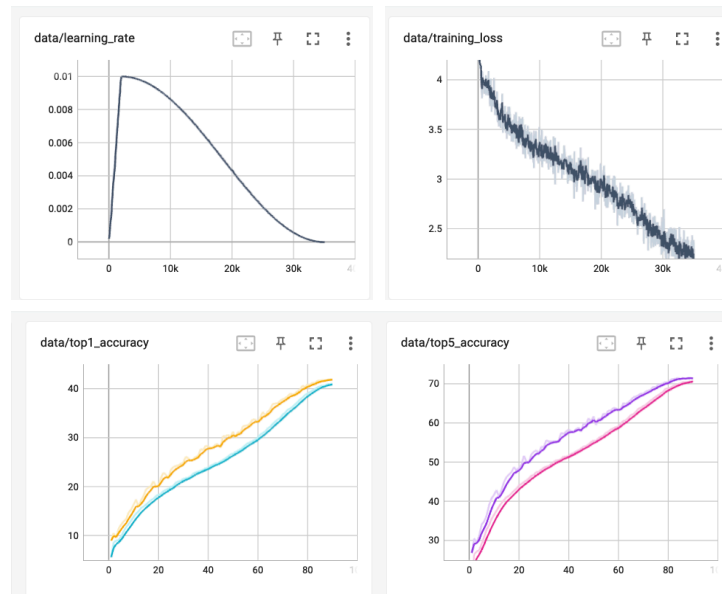 data/learning_rate
0.01
0.008
0.006
0.004
0.002
0
0 10k 20k 30k
data/training_loss
4
3.5
3
2.5
0 10k 20k 30k
data/top1_accuracy
40
30
20
10
0 20 40 60 80
data/top5_accuracy
70
60
50
40
30
0 20 40 60 80